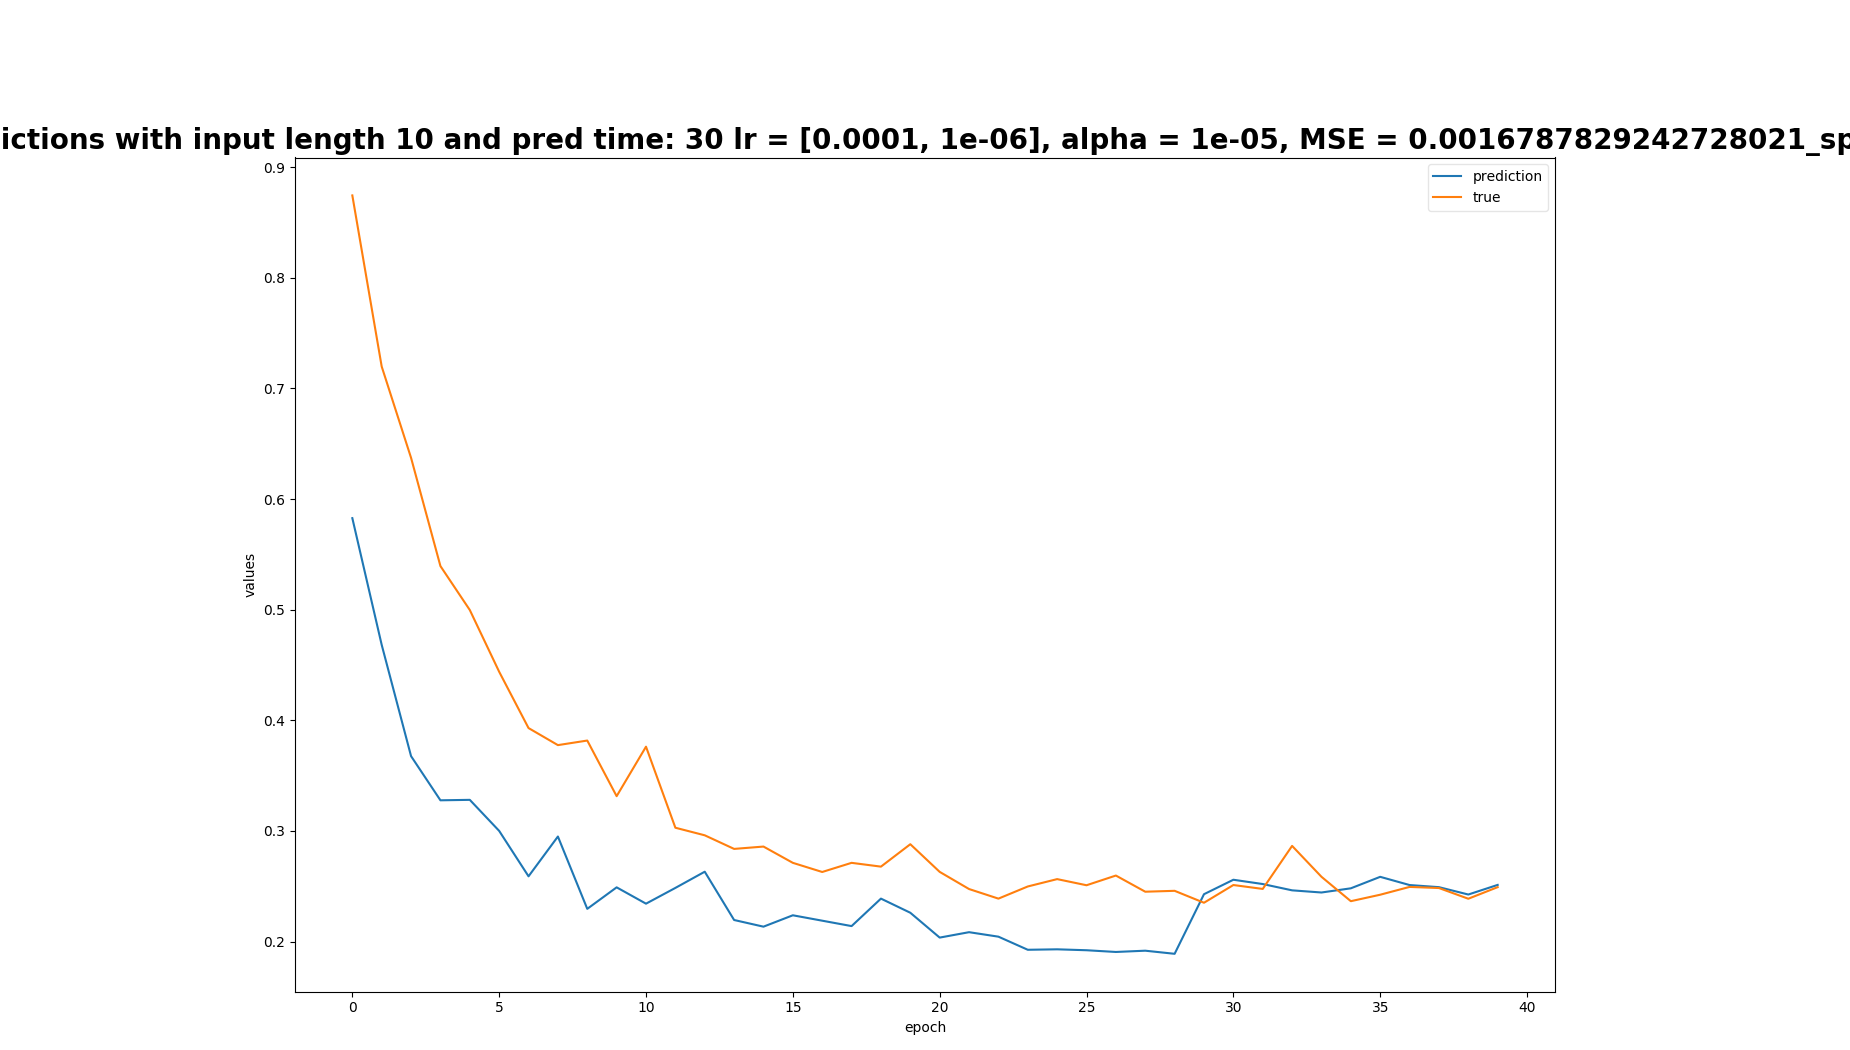 ictions with input length 10 and pred time: 30 lr = [0.0001, 1e-06], alpha = 1e-05, MSE = 0.0016787829242728021_sp
prediction
true
0.9
0.8
0.7
0.6
0.5
0.4
0.3
0.2
values
0 5 10 15 20 25 30 35 40
epoch